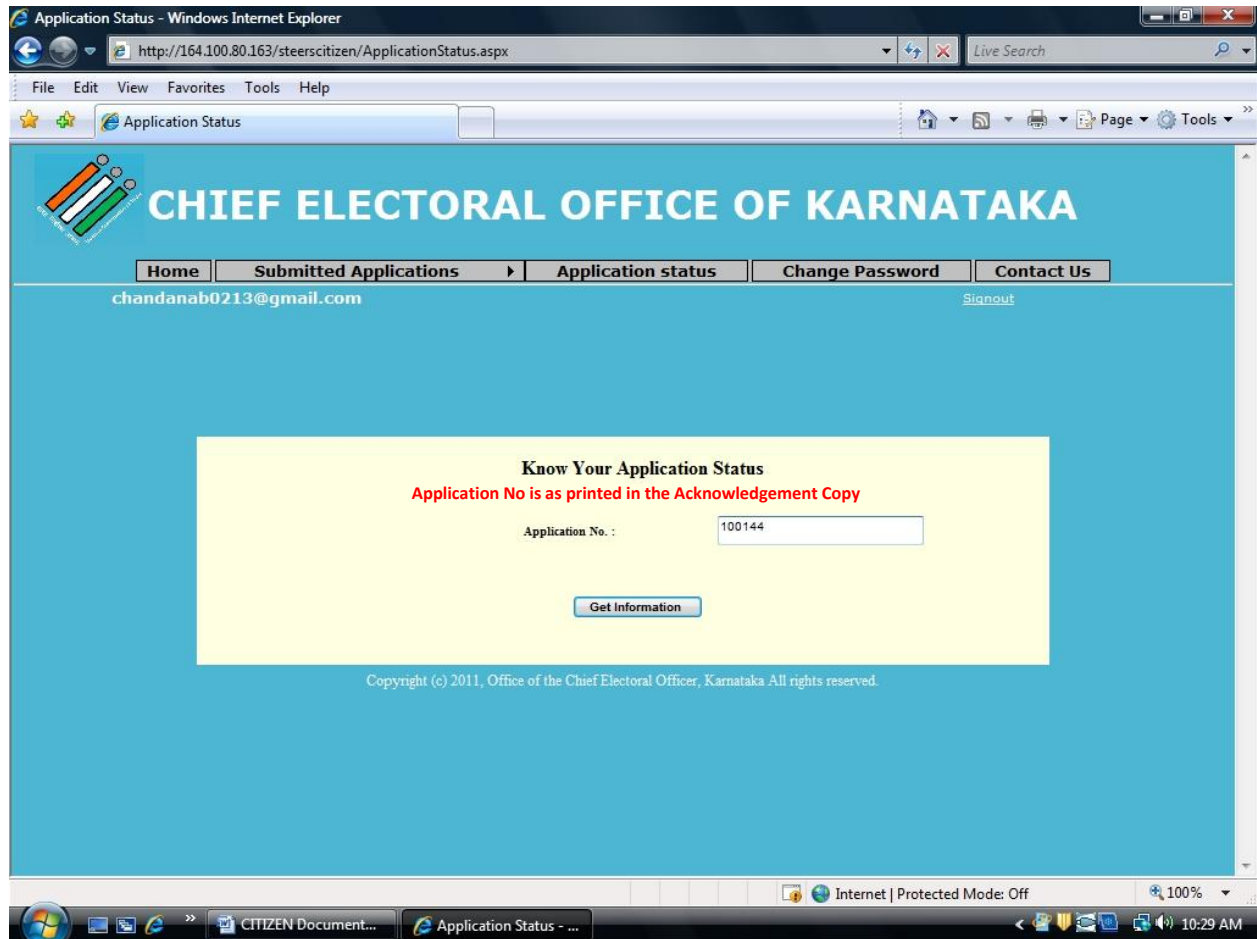 Application Status - Windows Internet Explorer
http://164.100.80.163/steerscitizen/ApplicationStatus.aspx
Live Search
File Edit View Favorites Tools Help
Application Status
Page Tools
CHIEF ELECTORAL OFFICE OF KARNATAKA
Home Submitted Applications Application status Change Password Contact Us
chandanab0213@gmail.com Signout
Know Your Application Status
Application No is as printed in the Acknowledgement Copy
Application No. : 100144
Get Information
Copyright (c) 2011, Office of the Chief Electoral Officer, Karnataka All rights reserved.
Internet | Protected Mode: Off 100%
CITIZEN Document... Application Status - ... 10:29 AM